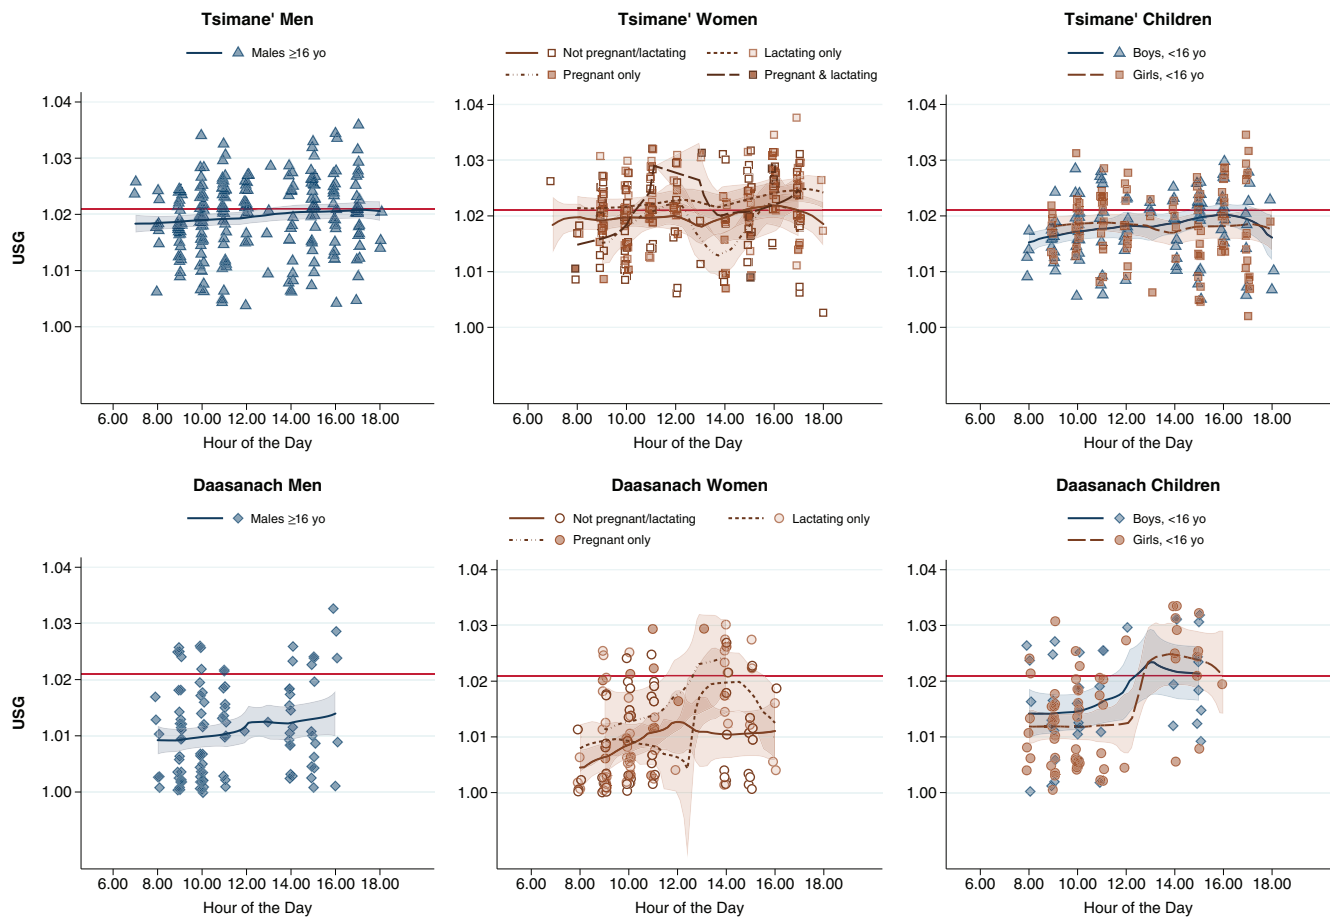 Tsimane' Men
Males ≥16 yo
USG
1.04
1.03
1.02
1.01
1.00
6.00 8.00 10.00 12.00 14.00 16.00 18.00
Hour of the Day
Tsimane' Women
Not pregnant/lactating Lactating only
Pregnant only Pregnant & lactating
1.04
1.03
1.02
1.01
1.00
6.00 8.00 10.00 12.00 14.00 16.00 18.00
Hour of the Day
Tsimane' Children
Boys, <16 yo
Girls, <16 yo
1.04
1.03
1.02
1.01
1.00
6.00 8.00 10.00 12.00 14.00 16.00 18.00
Hour of the Day
Daasanach Men
Males ≥16 yo
USG
1.04
1.03
1.02
1.01
1.00
6.00 8.00 10.00 12.00 14.00 16.00 18.00
Hour of the Day
Daasanach Women
Not pregnant/lactating Lactating only
Pregnant only
1.04
1.03
1.02
1.01
1.00
6.00 8.00 10.00 12.00 14.00 16.00 18.00
Hour of the Day
Daasanach Children
Boys, <16 yo
Girls, <16 yo
1.04
1.03
1.02
1.01
1.00
6.00 8.00 10.00 12.00 14.00 16.00 18.00
Hour of the Day